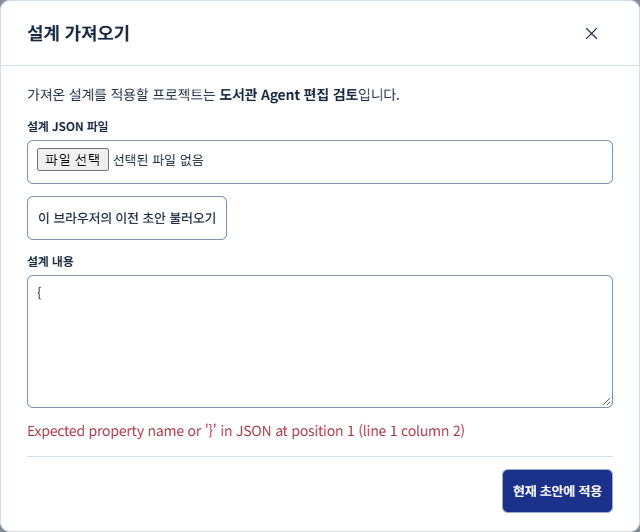 설계 가져오기
가져온 설계를 적용할 프로젝트는 도서관 Agent 편집 검토입니다.
설계 JSON 파일
파일 선택 선택된 파일 없음
이 브라우저의 이전 초안 불러오기
설계 내용
{
Expected property name or '}' in JSON at position 1 (line 1 column 2)
현재 초안에 적용